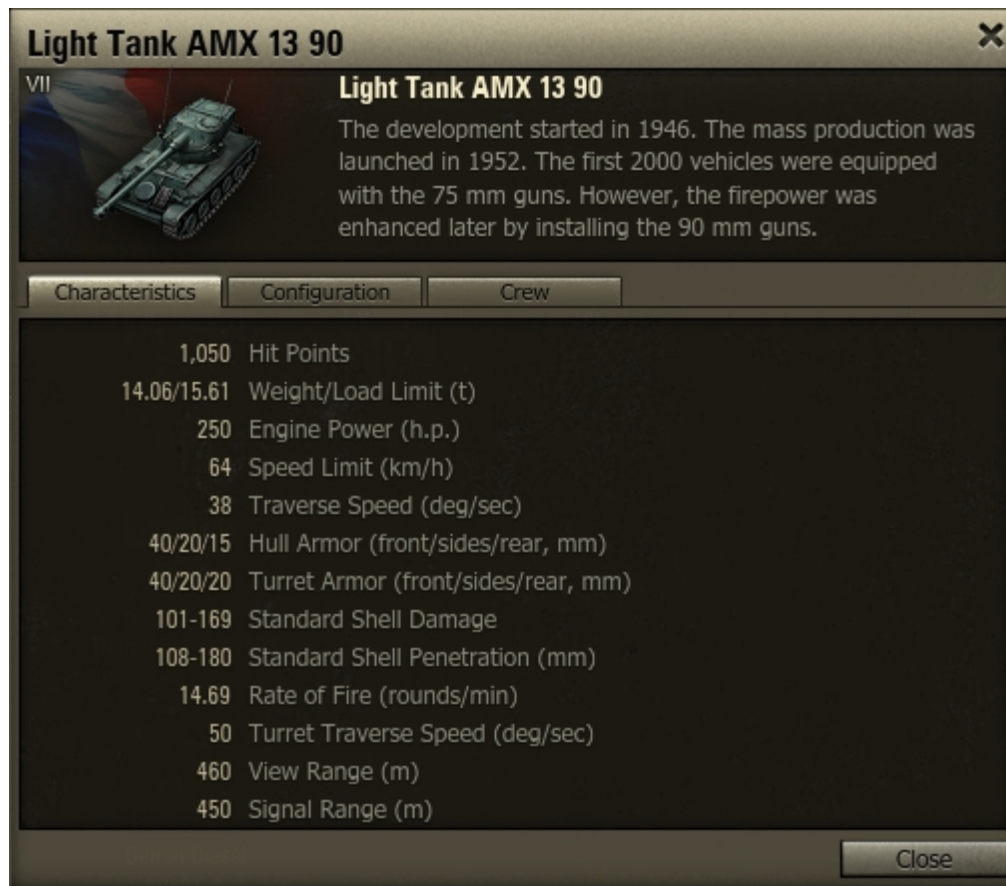 Light Tank AMX 13 90
VII
Light Tank AMX 13 90
The development started in 1946. The mass production was
launched in 1952. The first 2000 vehicles were equipped
with the 75 mm guns. However, the firepower was
enhanced later by installing the 90 mm guns.
Characteristics Configuration Crew
1,050 Hit Points
14.06/15.61 Weight/Load Limit (t)
250 Engine Power (h.p.)
64 Speed Limit (km/h)
38 Traverse Speed (deg/sec)
40/20/15 Hull Armor (front/sides/rear, mm)
40/20/20 Turret Armor (front/sides/rear, mm)
101-169 Standard Shell Damage
108-180 Standard Shell Penetration (mm)
14.69 Rate of Fire (rounds/min)
50 Turret Traverse Speed (deg/sec)
460 View Range (m)
450 Signal Range (m)
Close